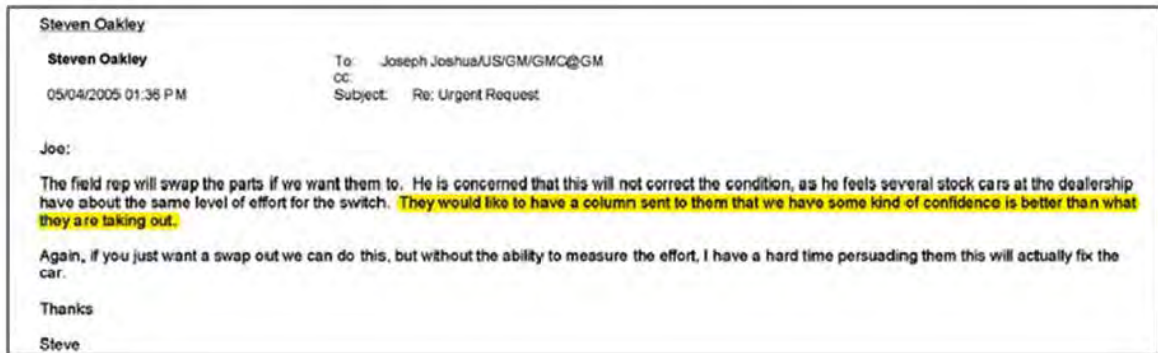 Steven Oakley
Steven Oakley
To: Joseph Joshua/US/GM/GMC@GM
cc:
05/04/2005 01:36 PM
Subject: Re: Urgent Request
Joe:
The field rep will swap the parts if we want them to. He is concerned that this will not correct the condition, as he feels several stock cars at the dealership
have about the same level of effort for the switch. They would like to have a column sent to them that we have some kind of confidence is better than what
they are taking out.
Again, if you just want a swap out we can do this, but without the ability to measure the effort, I have a hard time persuading them this will actually fix the
car.
Thanks
Steve